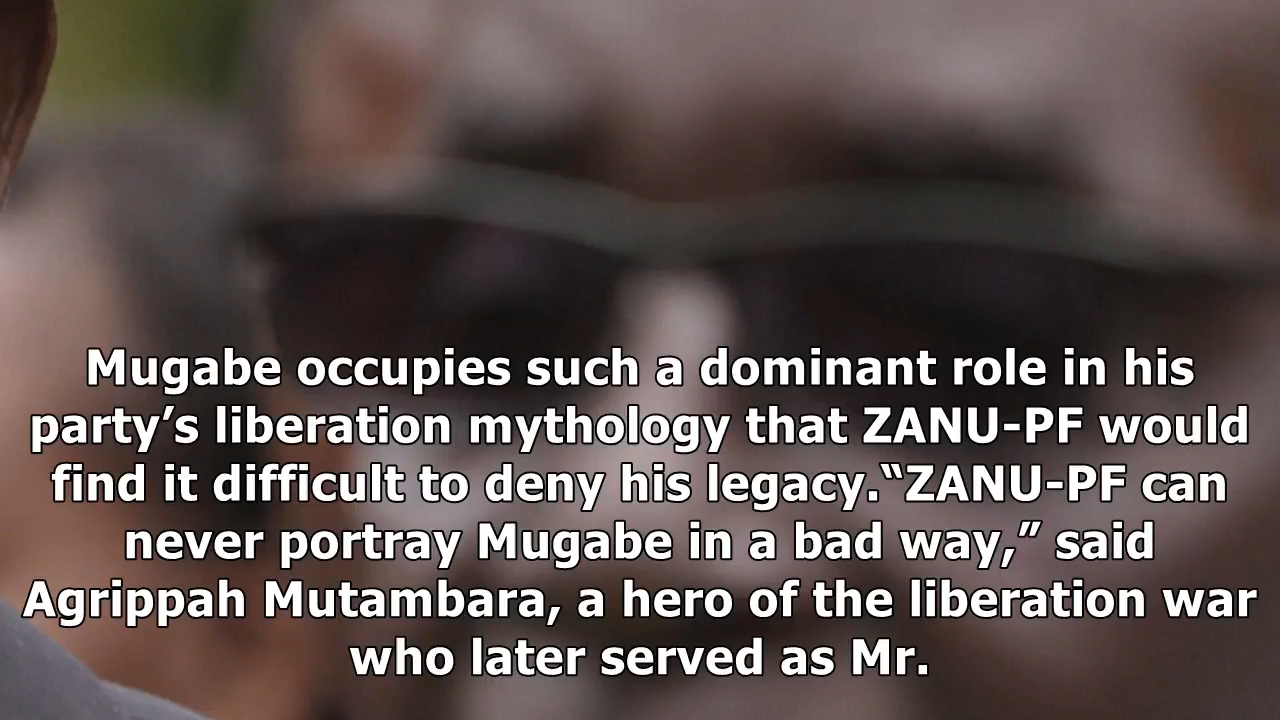 Mugabe occupies such a dominant role in his
party’s liberation mythology that ZANU-PF would
find it difficult to deny his legacy.“ZANU-PF can
never portray Mugabe in a bad way,” said
Agrippah Mutambara, a hero of the liberation war
who later served as Mr.